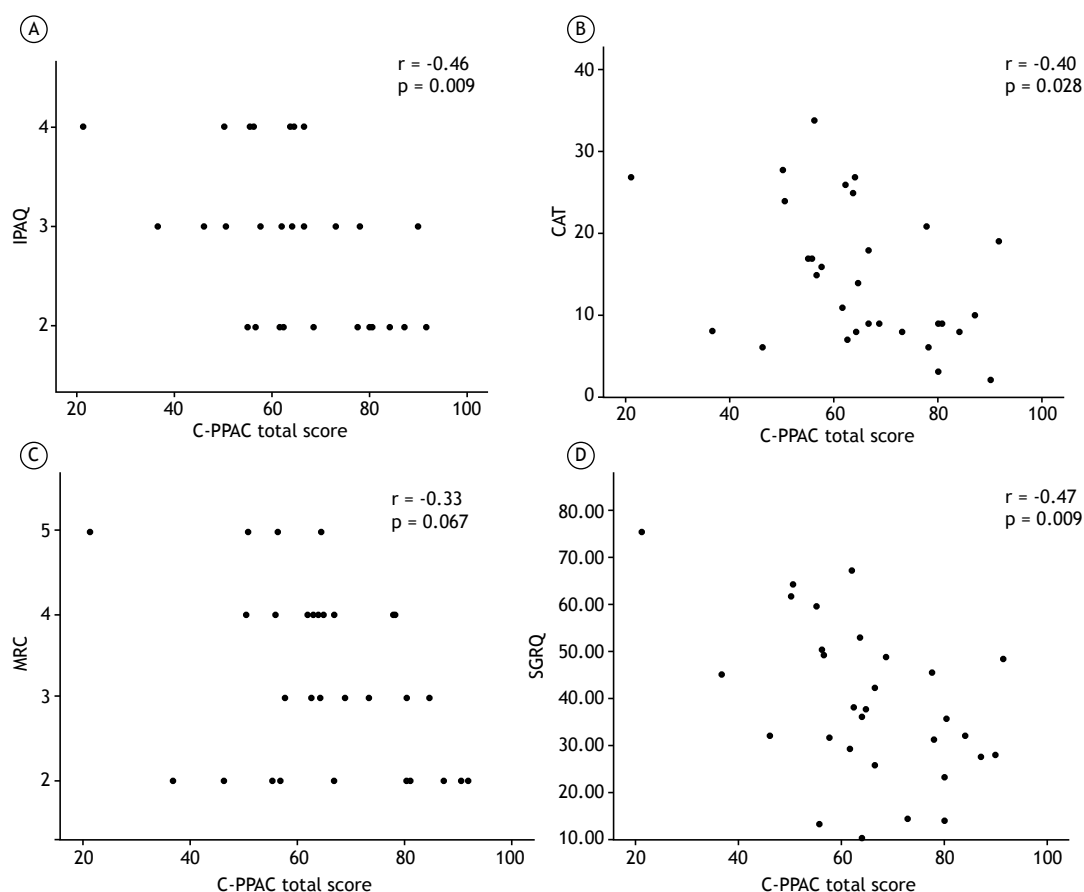 A
r = -0.46
p = 0.009
4
3
2
IPAQ
20 40 60 80 100
C-PPAC total score
B
r = -0.40
p = 0.028
40
30
20
10
0
CAT
20 40 60 80 100
C-PPAC total score
C
r = -0.33
p = 0.067
5
4
3
2
MRC
20 40 60 80 100
C-PPAC total score
D
r = -0.47
p = 0.009
80.00
70.00
60.00
50.00
40.00
30.00
20.00
10.00
SGRQ
20 40 60 80 100
C-PPAC total score